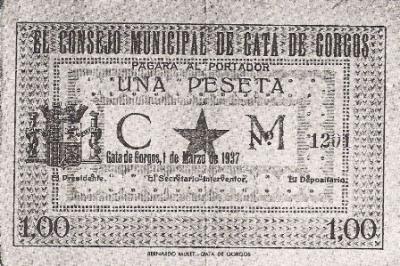 EL CONSEJO MUNICIPAL DE GATA DE GORGOS
PAGARA AL PORTADOR
UNA PESETA
C M
Nº 1201
Gata de Gorgos, 1 de Marzo de 1937
El Presidente, El Secretario-Interventor, El Depositario,
1,00 1,00
BERNARDO MULET.-GATA DE GORGOS